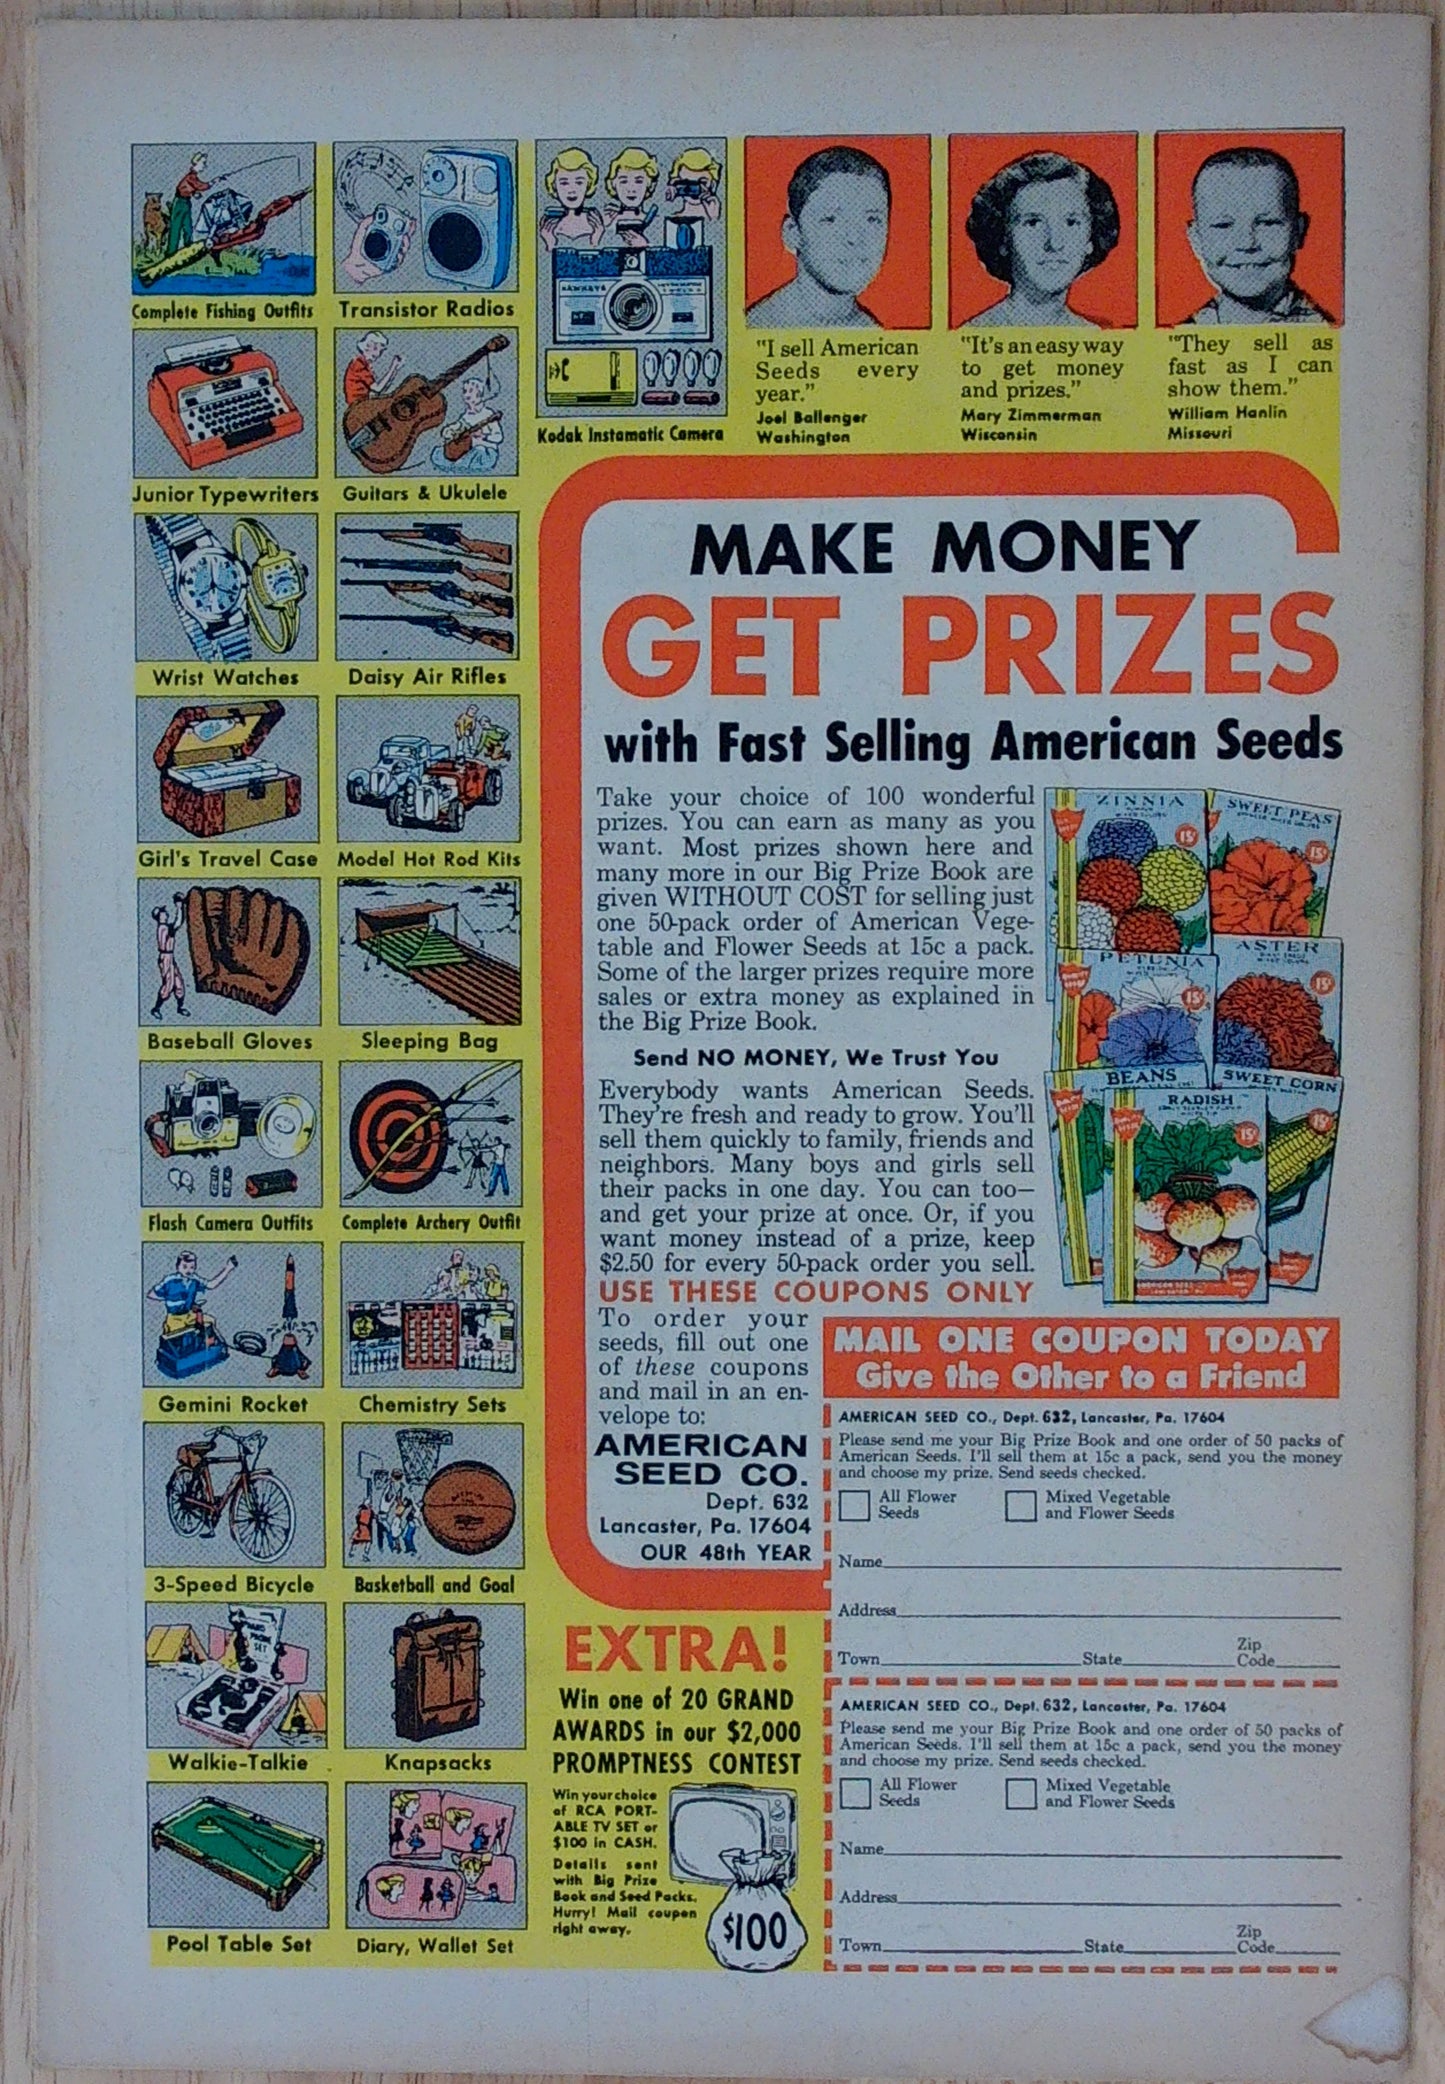 Complete Fishing Outfits
Transistor Radios
Kodak Instamatic Camera
Junior Typewriters
Guitars & Ukulele
Wrist Watches
Daisy Air Rifles
Girl's Travel Case
Model Hot Rod Kits
Baseball Gloves
Sleeping Bag
Flash Camera Outfits
Complete Archery Outfit
Gemini Rocket
Chemistry Sets
3-Speed Bicycle
Basketball and Goal
Walkie-Talkie
Knapsacks
Pool Table Set
Diary, Wallet Set
"I sell American
Seeds every
year."
Joel Ballenger
Washington
"It's an easy way
to get money
and prizes."
Mary Zimmerman
Wisconsin
"They sell as
fast as I can
show them."
William Hanlin
Missouri
MAKE MONEY
GET PRIZES
with Fast Selling American Seeds
Take your choice of 100 wonderful
prizes. You can earn as many as you
want. Most prizes shown here and
many more in our Big Prize Book are
given WITHOUT COST for selling just
one 50-pack order of American Vege-
table and Flower Seeds at 15c a pack.
Some of the larger prizes require more
sales or extra money as explained in
the Big Prize Book.
Send NO MONEY, We Trust You
Everybody wants American Seeds.
They're fresh and ready to grow. You'll
sell them quickly to family, friends and
neighbors. Many boys and girls sell
their packs in one day. You can too—
and get your prize at once. Or, if you
want money instead of a prize, keep
$2.50 for every 50-pack order you sell.
USE THESE COUPONS ONLY
To order your
seeds, fill out one
of these coupons
and mail in an en-
velope to:
AMERICAN
SEED CO.
Dept. 632
Lancaster, Pa. 17604
OUR 48th YEAR
ZINNIA
15¢
SWEET PEAS
15¢
PETUNIA
15¢
ASTER
15¢
BEANS
SWEET CORN
15¢
RADISH
15¢
MAIL ONE COUPON TODAY
Give the Other to a Friend
AMERICAN SEED CO., Dept. 632, Lancaster, Pa. 17604
Please send me your Big Prize Book and one order of 50 packs of
American Seeds. I'll sell them at 15c a pack, send you the money
and choose my prize. Send seeds checked.
All Flower
Seeds
Mixed Vegetable
and Flower Seeds
Name
Address
Town State Zip Code
AMERICAN SEED CO., Dept. 632, Lancaster, Pa. 17604
Please send me your Big Prize Book and one order of 50 packs of
American Seeds. I'll sell them at 15c a pack, send you the money
and choose my prize. Send seeds checked.
All Flower
Seeds
Mixed Vegetable
and Flower Seeds
Name
Address
Town State Zip Code
EXTRA!
Win one of 20 GRAND
AWARDS in our $2,000
PROMPTNESS CONTEST
Win your choice
of RCA PORT-
ABLE TV SET or
$100 in CASH.
Details sent
with Big Prize
Book and Seed Packs.
Hurry! Mail coupon
right away.
$100